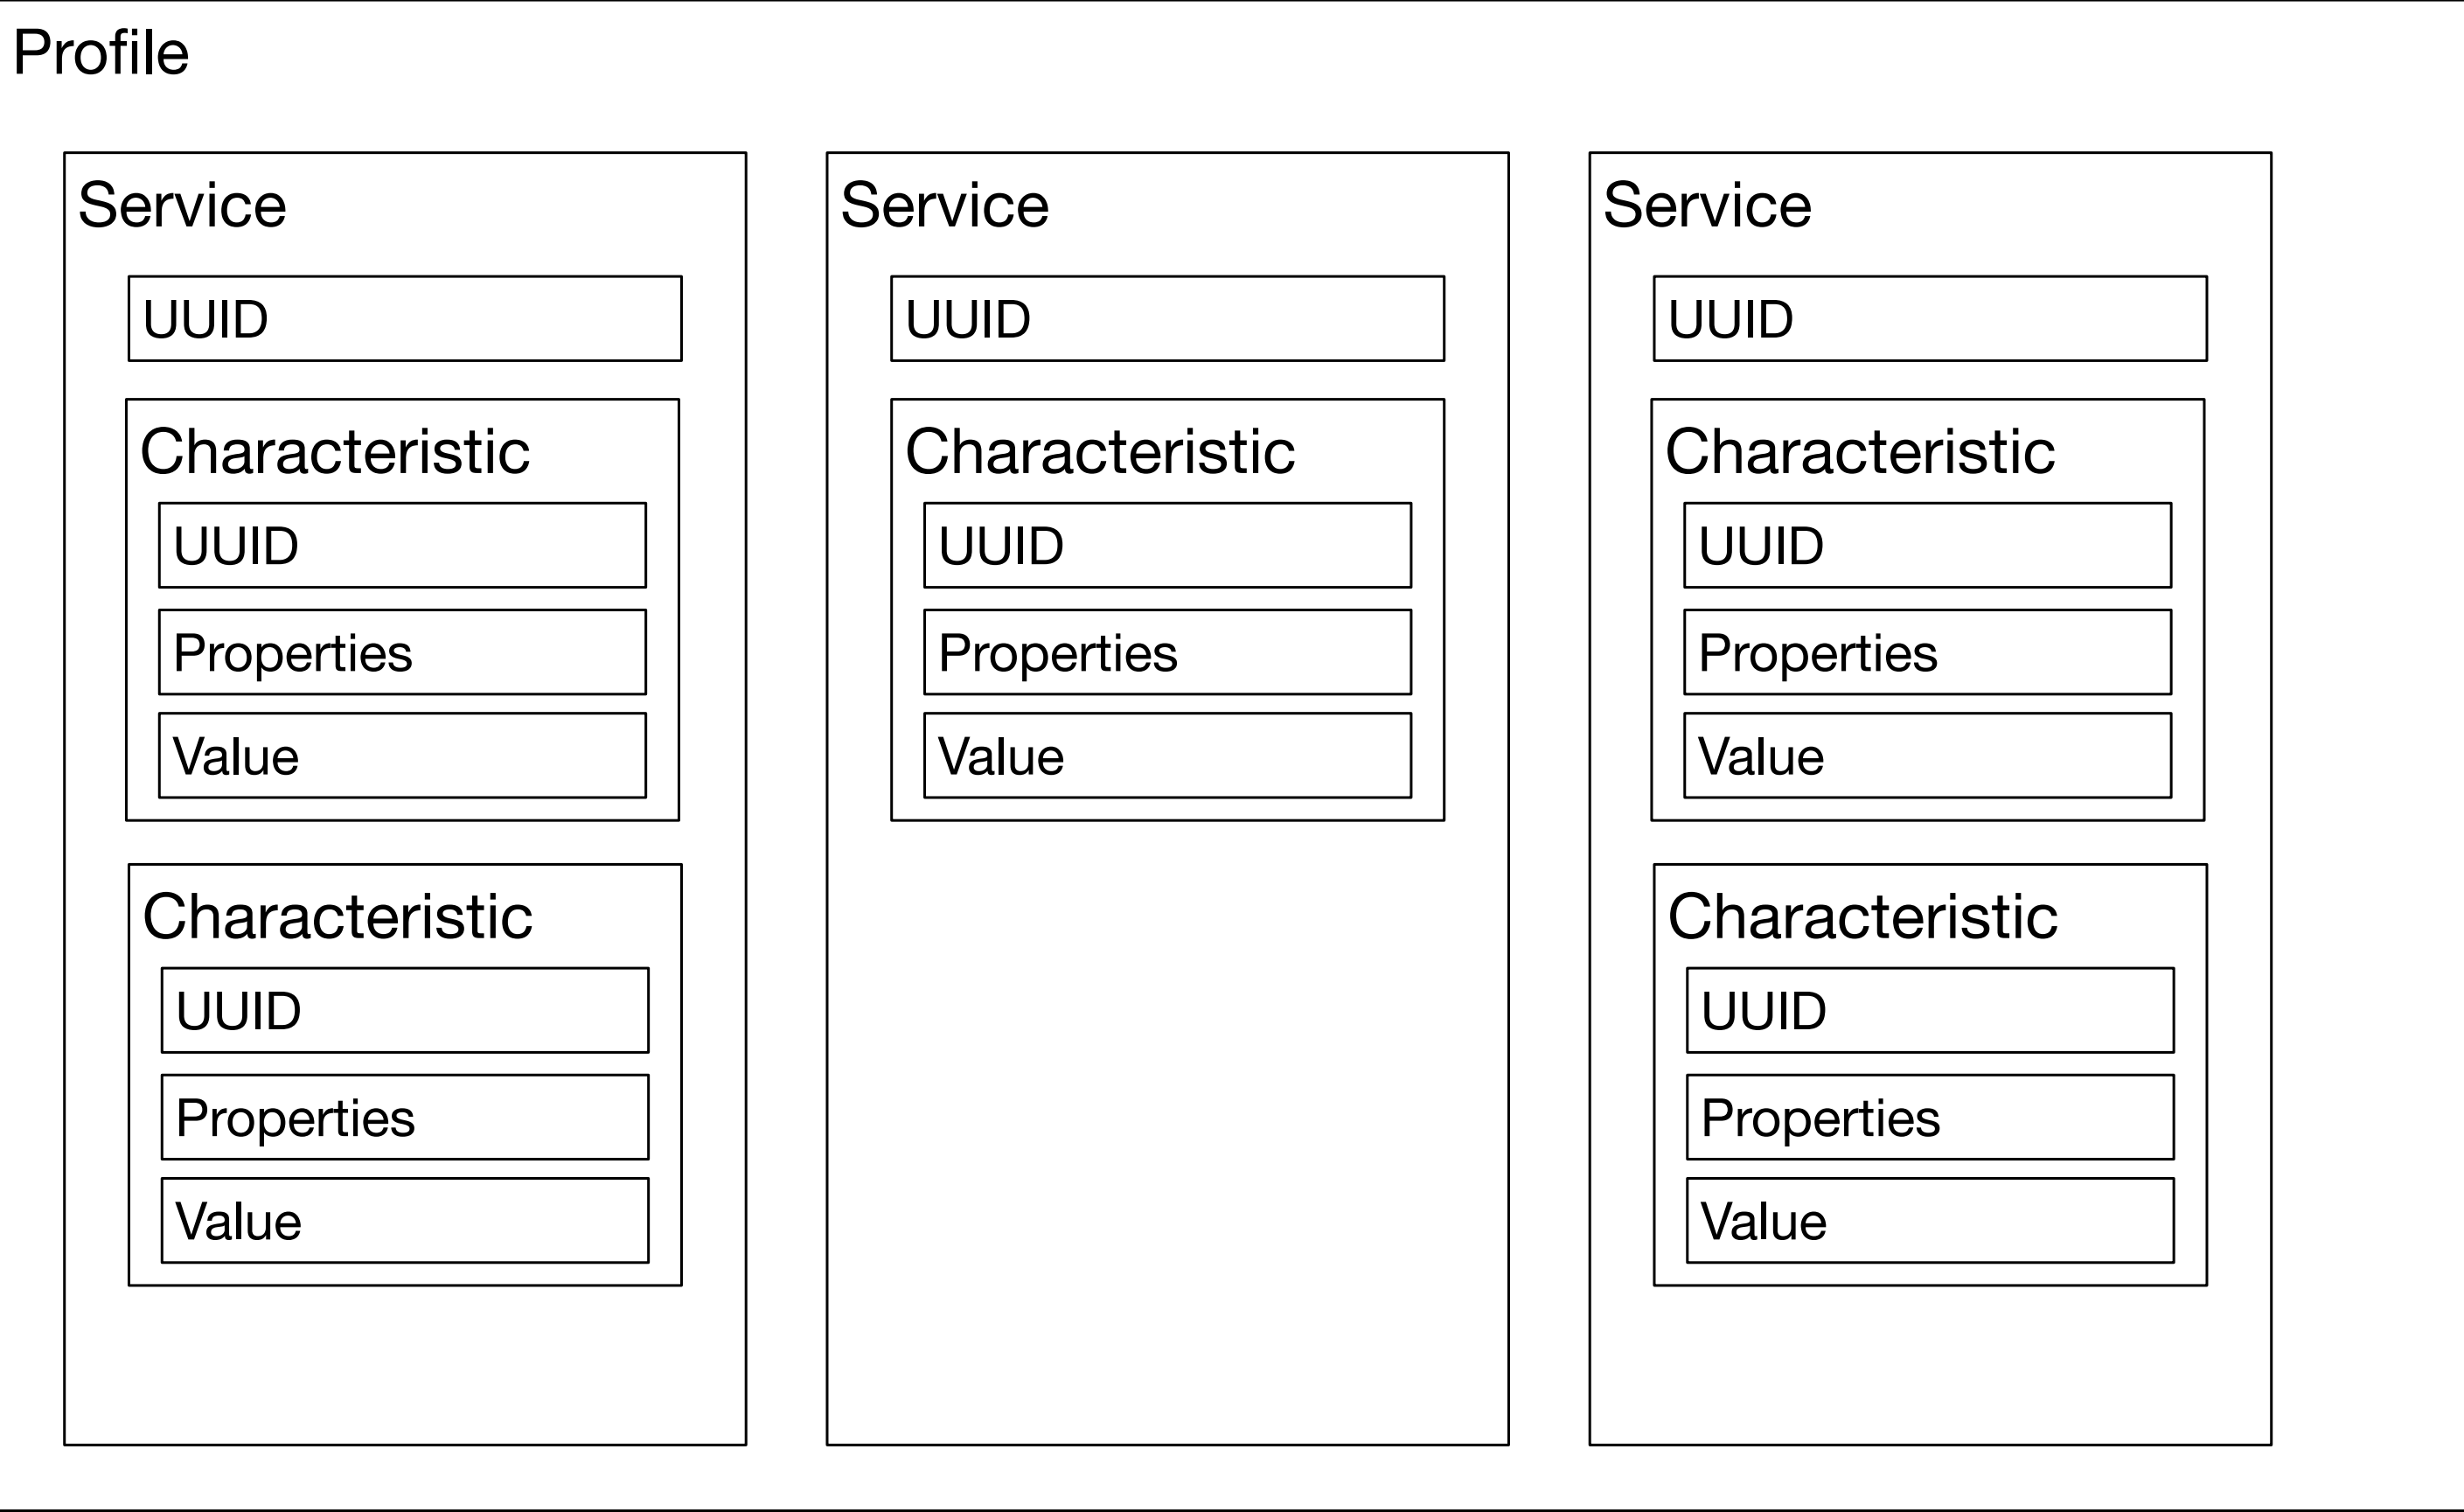 Profile
Service
UUID
Characteristic
UUID
Properties
Value
Characteristic
UUID
Properties
Value
Service
UUID
Characteristic
UUID
Properties
Value
Service
UUID
Characteristic
UUID
Properties
Value
Characteristic
UUID
Properties
Value